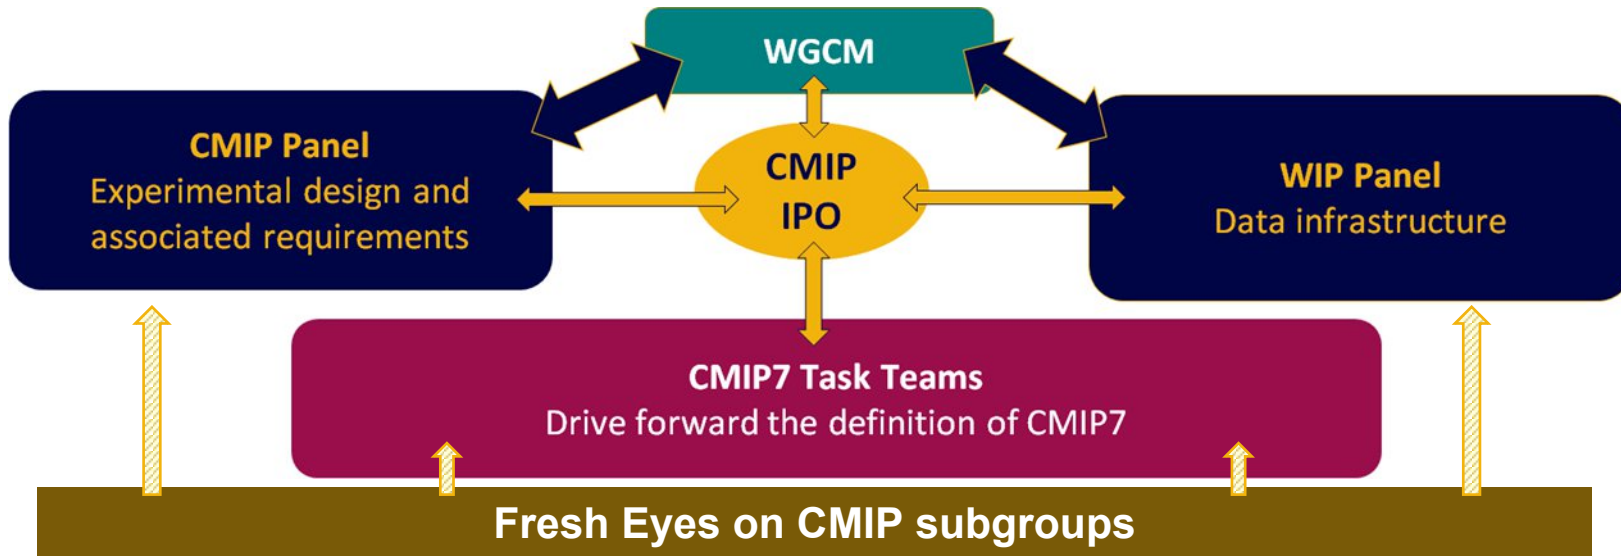 WGCM
CMIP Panel
Experimental design and
associated requirements
CMIP
IPO
WIP Panel
Data infrastructure
CMIP7 Task Teams
Drive forward the definition of CMIP7
Fresh Eyes on CMIP subgroups